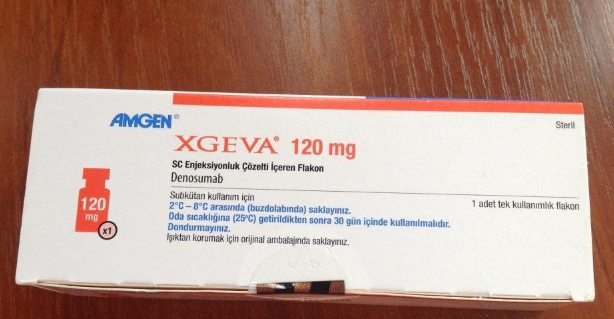 AMGEN®
Steril
XGEVA® 120 mg
SC Enjeksiyonluk Çözelti İçeren Flakon
Denosumab
Subkütan kullanım için
1 adet tek kullanımlık flakon
2°C – 8°C arasında (buzdolabında) saklayınız.
Oda sıcaklığına (25°C) getirildikten sonra 30 gün içinde kullanılmalıdır.
Dondurmayınız.
Işıktan korumak için orijinal ambalajında saklayınız.
120
mg
x1